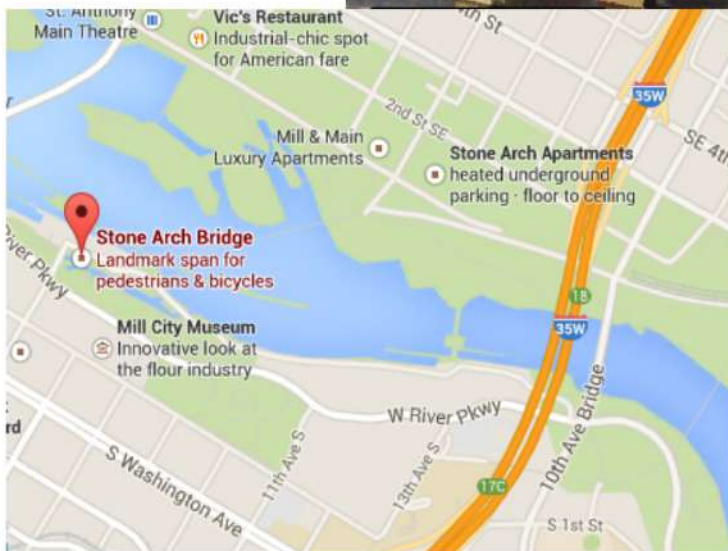 St. Anthony
Main Theatre
Vic's Restaurant
Industrial-chic spot
for American fare
St
35W
2nd St SE
SE 4th
Mill & Main
Luxury Apartments
Stone Arch Apartments
heated underground
parking · floor to ceiling
Stone Arch Bridge
Landmark span for
pedestrians & bicycles
River Pkwy
18
35W
Mill City Museum
Innovative look at
the flour industry
rd
W River Pkwy
10th Ave Bridge
S Washington Ave
11th Ave S
13th Ave S
17C
S 1st St